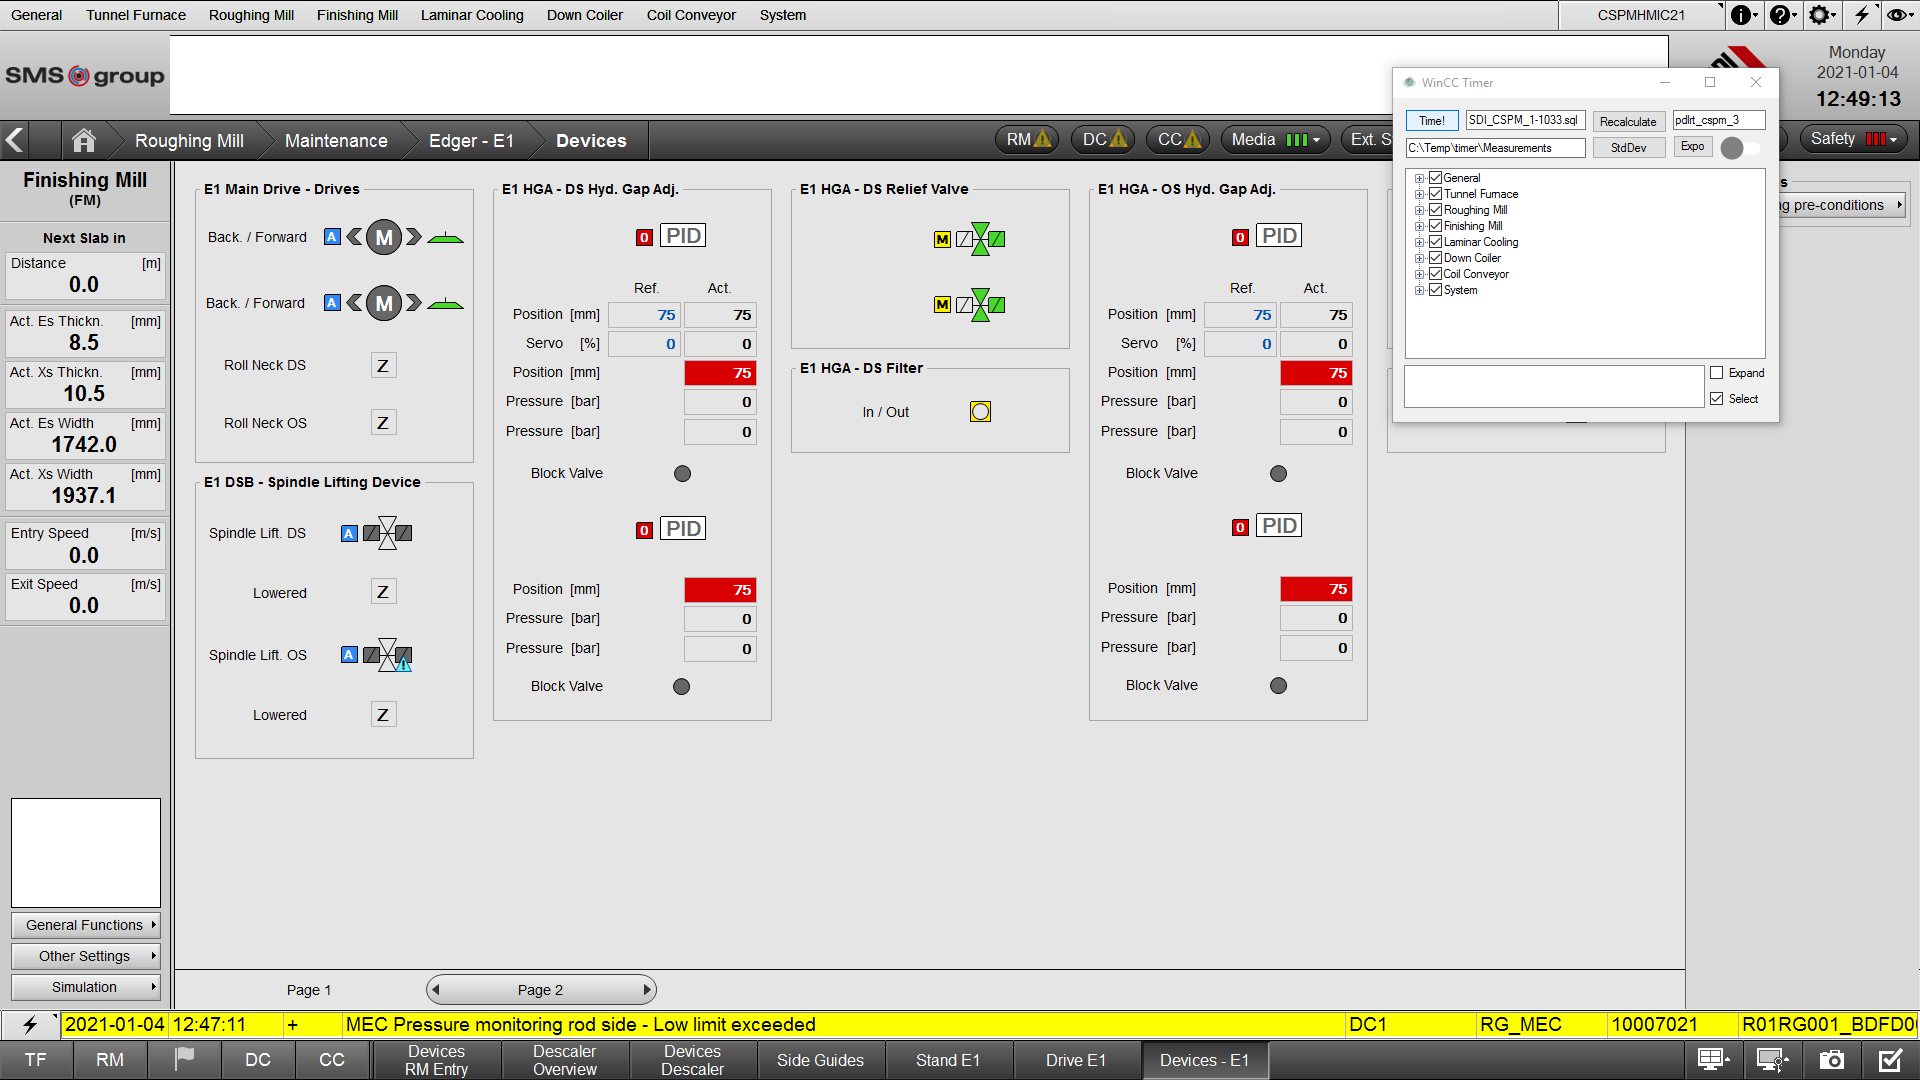 General Tunnel Furnace Roughing Mill Finishing Mill Laminar Cooling Down Coiler Coil Conveyor System CSPMHMIC21
SMS group
Monday
2021-01-04
12:49:13
Roughing Mill Maintenance Edger - E1 Devices RM DC CC Media Ext. S Safety
WinCC Timer
Time! SDI_CSPM_1-1033.sql Recalculate pdlrt_cspm_3
C:\Temp\timer\Measurements StdDev Expo
General
Tunnel Furnace
Roughing Mill
Finishing Mill
Laminar Cooling
Down Coiler
Coil Conveyor
System
Expand
Select
s
ng pre-conditions
Finishing Mill
(FM)
Next Slab in
Distance [m]
0.0
Act. Es Thickn. [mm]
8.5
Act. Xs Thickn. [mm]
10.5
Act. Es Width [mm]
1742.0
Act. Xs Width [mm]
1937.1
Entry Speed [m/s]
0.0
Exit Speed [m/s]
0.0
General Functions
Other Settings
Simulation
E1 Main Drive - Drives
Back. / Forward A M
Back. / Forward A M
Roll Neck DS Z
Roll Neck OS Z
E1 DSB - Spindle Lifting Device
Spindle Lift. DS A
Lowered Z
Spindle Lift. OS A
Lowered Z
E1 HGA - DS Hyd. Gap Adj.
0 PID
Ref. Act.
Position [mm] 75 75
Servo [%] 0 0
Position [mm] 75
Pressure [bar] 0
Pressure [bar] 0
Block Valve
0 PID
Position [mm] 75
Pressure [bar] 0
Pressure [bar] 0
Block Valve
E1 HGA - DS Relief Valve
M
M
E1 HGA - DS Filter
In / Out
E1 HGA - OS Hyd. Gap Adj.
0 PID
Ref. Act.
Position [mm] 75 75
Servo [%] 0 0
Position [mm] 75
Pressure [bar] 0
Pressure [bar] 0
Block Valve
0 PID
Position [mm] 75
Pressure [bar] 0
Pressure [bar] 0
Block Valve
Page 1 Page 2
2021-01-04 12:47:11 + MEC Pressure monitoring rod side - Low limit exceeded DC1 RG_MEC 10007021
TF RM DC CC Devices RM Entry Descaler Overview Devices Descaler Side Guides Stand E1 Drive E1 Devices - E1